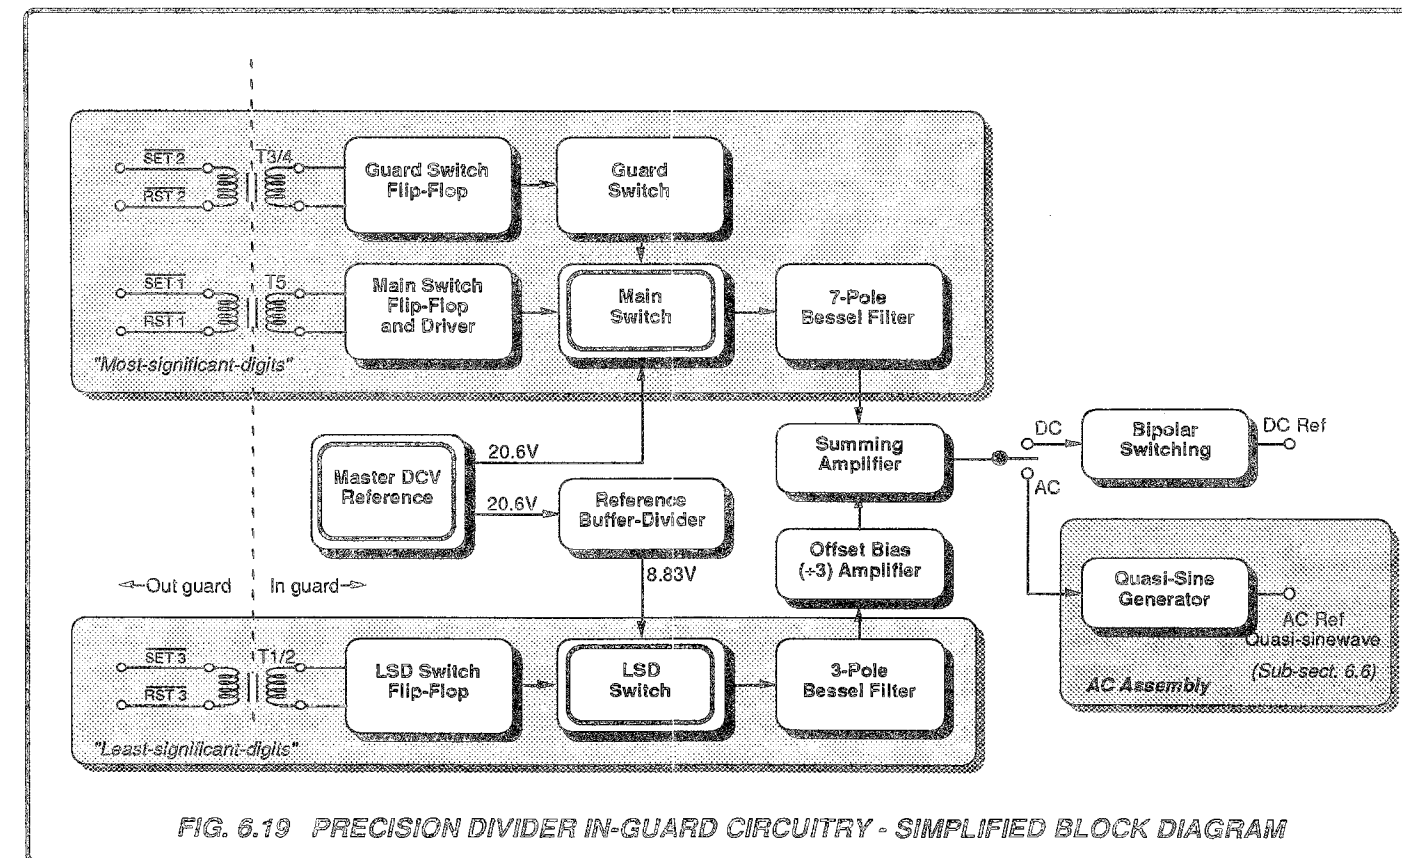 SET 2
T3/4
RST 2
Guard Switch
Flip-Flop
Guard
Switch
SET 1
T5
RST 1
Main Switch
Flip-Flop
and Driver
Main
Switch
7-Pole
Bessel Filter
"Most-significant-digits"
Master DCV
Reference
20.6V
20.6V
Reference
Buffer-Divider
8.83V
Summing
Amplifier
Offset Bias
(÷3) Amplifier
DC
AC
Bipolar
Switching
DC Ref
Quasi-Sine
Generator
AC Ref
Quasi-sinewave
(Sub-sect. 6.6)
AC Assembly
Out guard
In guard
SET 3
T1/2
RST 3
LSD Switch
Flip-Flop
LSD
Switch
3-Pole
Bessel Filter
"Least-significant-digits"
FIG. 6.19 PRECISION DIVIDER IN-GUARD CIRCUITRY - SIMPLIFIED BLOCK DIAGRAM